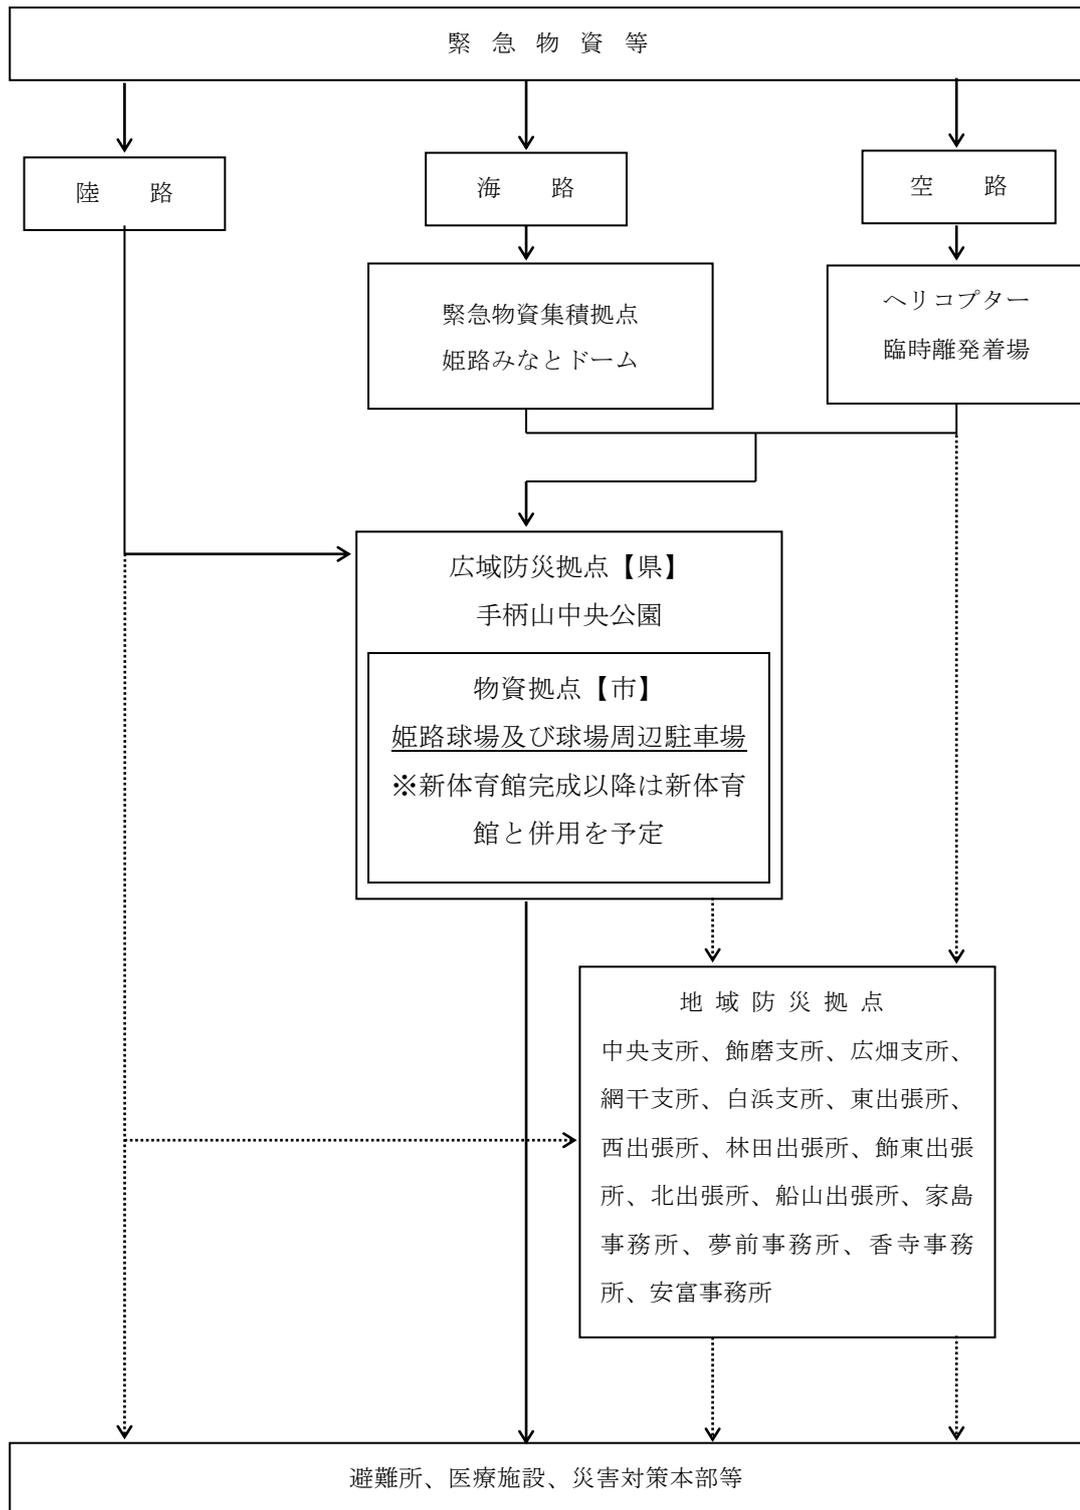 緊急物資等
陸　路
海　路
空　路
緊急物資集積拠点
姫路みなとドーム
ヘリコプター
臨時離発着場
広域防災拠点【県】
手柄山中央公園
物資拠点【市】
姫路球場及び球場周辺駐車場
※新体育館完成以降は新体育
館と併用を予定
地域防災拠点
中央支所、飾磨支所、広畑支所、
網干支所、白浜支所、東出張所、
西出張所、林田出張所、飾東出張
所、北出張所、船山出張所、家島
事務所、夢前事務所、香寺事務
所、安富事務所
避難所、医療施設、災害対策本部等